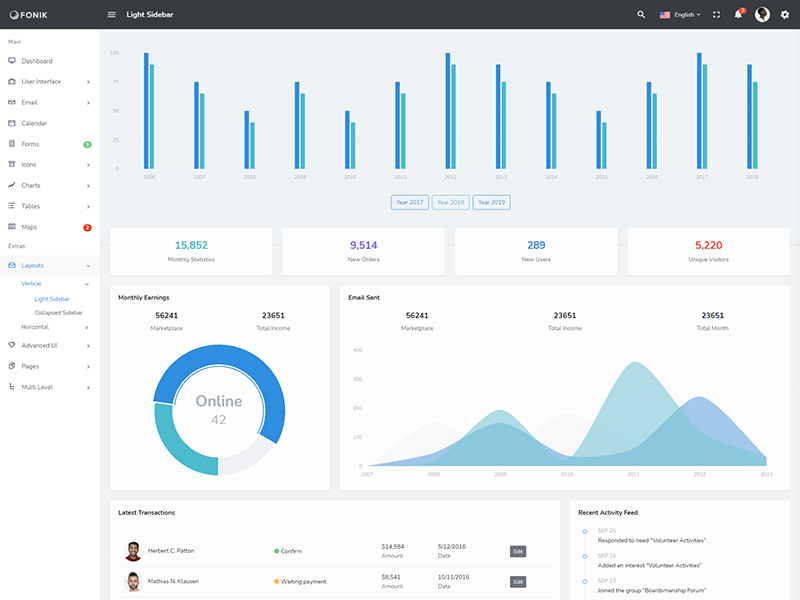 FONIK
Light Sidebar
English
3
Main
Dashboard
User Interface
Email
Calendar
Forms
9
Icons
Charts
Tables
Maps
2
Extras
Layouts
Vertical
Light Sidebar
Collapsed Sidebar
Horizontal
Advanced UI
Pages
Multi Level
100
75
50
25
0
2006 2007 2008 2009 2010 2011 2012 2013 2014 2015 2016 2017 2018
Year 2017 Year 2018 Year 2019
15,852 9,514 289 5,220
Monthly Statistics New Orders New Users Unique Visitors
Monthly Earnings
56241 23651
Marketplace Total Income
Online
42
Email Sent
56241 23651 23651
Marketplace Total Income Total Month
400
300
200
100
0
2007 2008 2009 2010 2011 2012 2013
Latest Transactions
Herbert C. Patton Confirm $14,584 5/12/2016 Edit
Amount Date
Mathias N. Klausen Waiting payment $8,541 10/11/2016 Edit
Amount Date
Recent Activity Feed
SEP 25
Responded to need "Volunteer Activities"
SEP 24
Added an interest "Volunteer Activities"
SEP 23
Joined the group "Boardsmanship Forum"